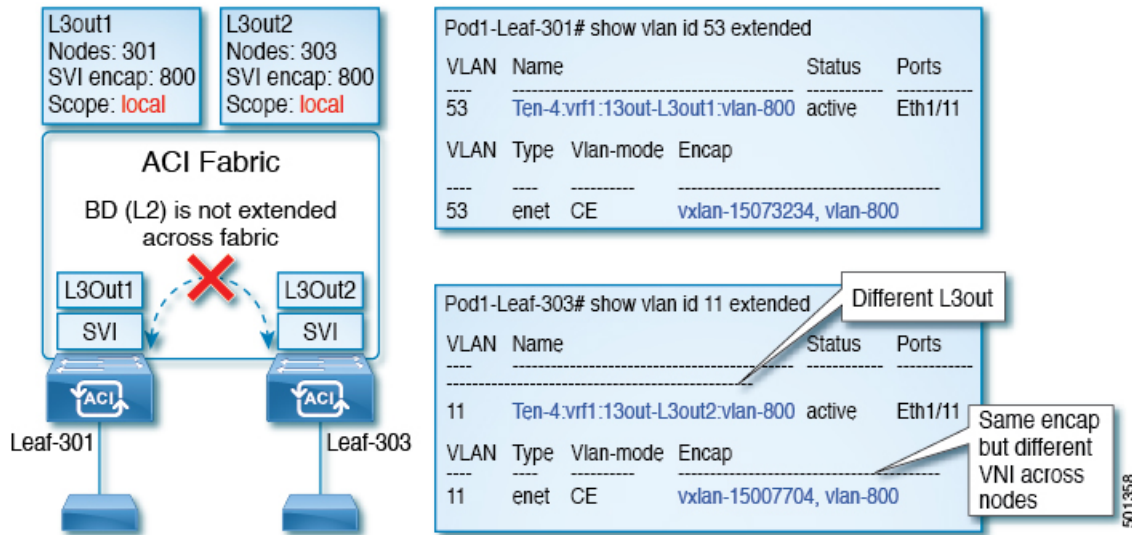 L3out1
Nodes: 301
SVI encap: 800
Scope: local
L3out2
Nodes: 303
SVI encap: 800
Scope: local
ACI Fabric
BD (L2) is not extended
across fabric
L3Out1
SVI
L3Out2
SVI
ACI
ACI
Leaf-301
Leaf-303
Pod1-Leaf-301# show vlan id 53 extended
VLAN Name Status Ports
---- -------------------------------- --------- ---------
53 Ten-4:vrf1:13out-L3out1:vlan-800 active Eth1/11
VLAN Type Vlan-mode Encap
---- ---- ---------- --------------------------------
53 enet CE vxlan-15073234, vlan-800
Pod1-Leaf-303# show vlan id 11 extended
Different L3out
VLAN Name Status Ports
---- -------------------------------- --------- ---------
--------------------------------
11 Ten-4:vrf1:13out-L3out2:vlan-800 active Eth1/11
VLAN Type Vlan-mode Encap
---- ---- ---------- --------------------------------
11 enet CE vxlan-15007704, vlan-800
Same encap
but different
VNI across
nodes
501358